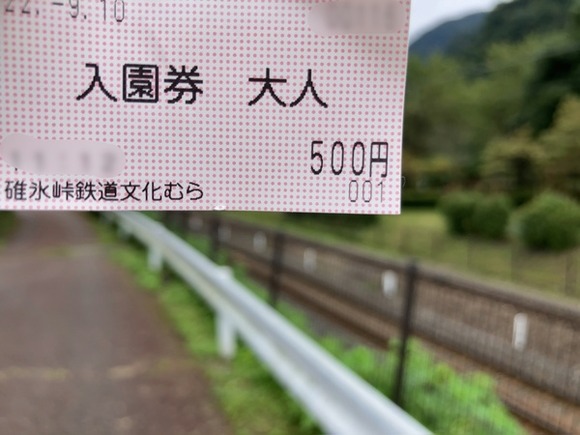 22.-9.10
入園券 大人
500円
碓氷峠鉄道文化むら 001